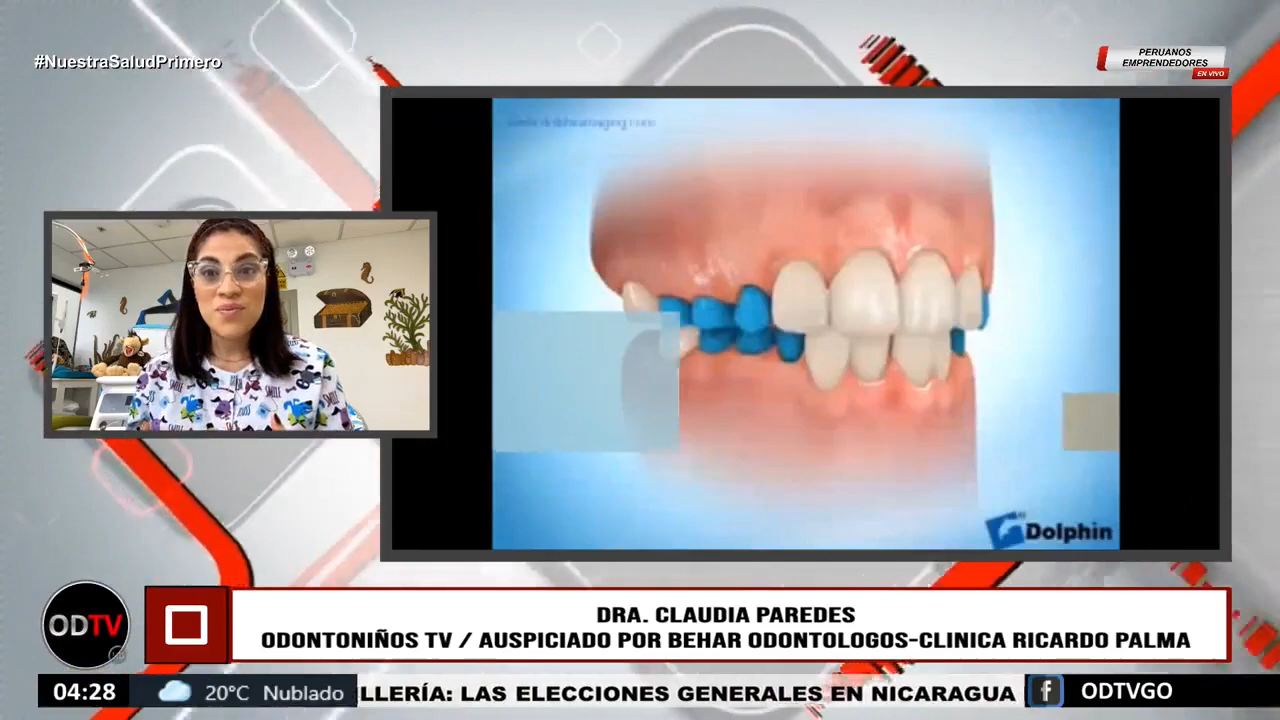 #NuestraSaludPrimero
PERUANOS
EMPRENDEDORES
EN VIVO
Dolphin
SMILE
DRA. CLAUDIA PAREDES
ODONTONIÑOS TV / AUSPICIADO POR BEHAR ODONTOLOGOS-CLINICA RICARDO PALMA
ODTV
04:28
20°C Nublado
LLERÍA: LAS ELECCIONES GENERALES EN NICARAGUA
ODTVGO